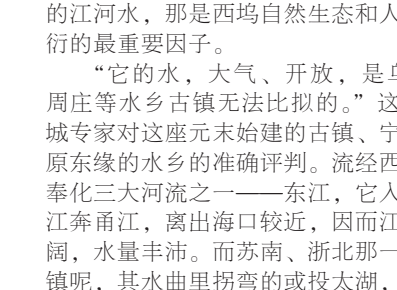 的江河水，那是西坞自然生态和人
衍的最重要因子。
“它的水，大气、开放，是
周庄等水乡古镇无法比拟的。”这
城专家对这座元末始建的古镇、宁
原东缘的水乡的准确评判。流经西
奉化三大河流之一——东江，它入
江奔甬江，离出海口较近，因而江
阔，水量丰沛。而苏南、浙北那一
镇呢，其水曲里拐弯的或投太湖，